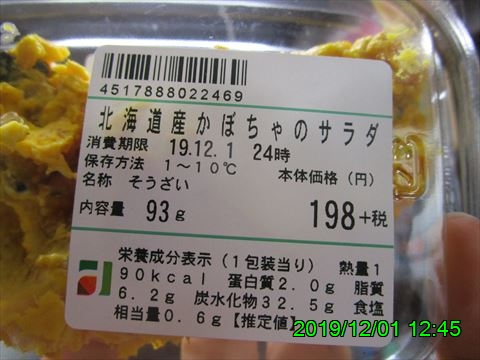 4517888022469
北海道産かぼちゃのサラダ
消費期限 19.12.1 24時
保存方法 1～10℃ 本体価格（円）
名称 そうざい
内容量 93g 198+税
栄養成分表示（1包装当り） 熱量1
90kcal 蛋白質2.0g 脂質
6.2g 炭水化物32.5g 食塩
相当量0.6g【推定値】
2019/12/01 12:45